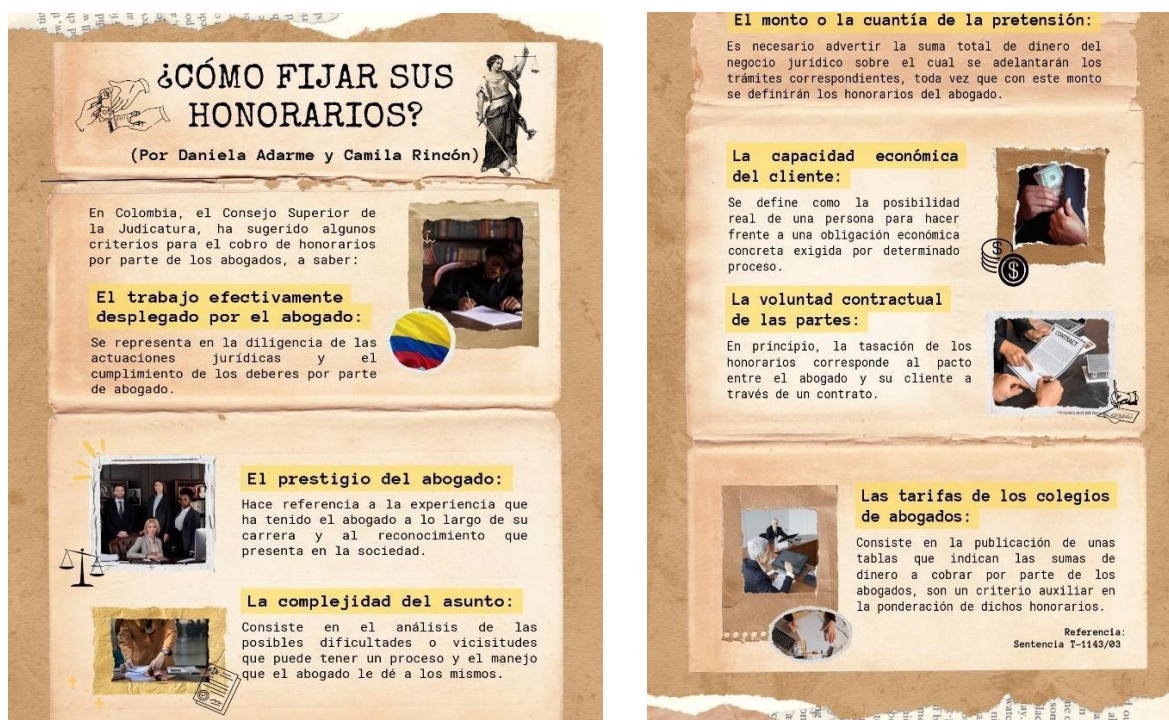 ¿CÓMO FIJAR SUS
HONORARIOS?
(Por Daniela Adarme y Camila Rincón)
En Colombia, el Consejo Superior de
la Judicatura, ha sugerido algunos
criterios para el cobro de honorarios
por parte de los abogados, a saber:
El trabajo efectivamente
desplegado por el abogado:
Se representa en la diligencia de las
actuaciones jurídicas y el
cumplimiento de los deberes por parte
de abogado.
El prestigio del abogado:
Hace referencia a la experiencia que
ha tenido el abogado a lo largo de su
carrera y al reconocimiento que
presenta en la sociedad.
La complejidad del asunto:
Consiste en el análisis de las
posibles dificultades o vicisitudes
que puede tener un proceso y el manejo
que el abogado le dé a los mismos.
El monto o la cuantía de la pretensión:
Es necesario advertir la suma total de dinero del
negocio jurídico sobre el cual se adelantarán los
trámites correspondientes, toda vez que con este monto
se definirán los honorarios del abogado.
La capacidad económica
del cliente:
Se define como la posibilidad
real de una persona para hacer
frente a una obligación económica
concreta exigida por determinado
proceso.
La voluntad contractual
de las partes:
En principio, la tasación de los
honorarios corresponde al pacto
entre el abogado y su cliente a
través de un contrato.
CONTRACT
Las tarifas de los colegios
de abogados:
Consiste en la publicación de unas
tablas que indican las sumas de
dinero a cobrar por parte de los
abogados, son un criterio auxiliar en
la ponderación de dichos honorarios.
Referencia:
Sentencia T-1143/03